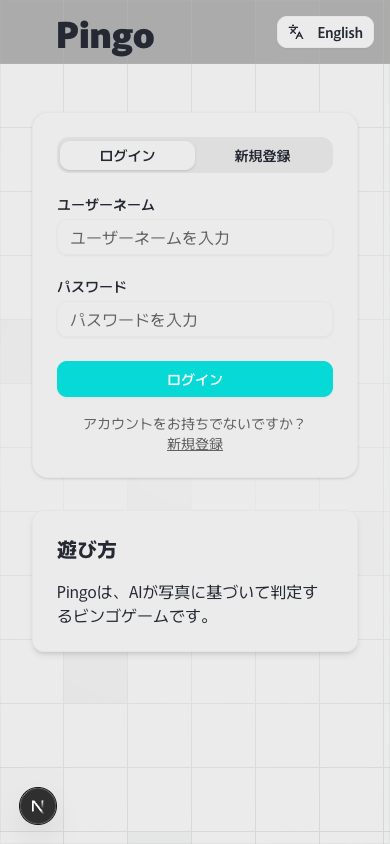 Pingo
English
ログイン
新規登録
ユーザーネーム
ユーザーネームを入力
パスワード
パスワードを入力
ログイン
アカウントをお持ちでないですか？
新規登録
遊び方
Pingoは、AIが写真に基づいて判定す
るビンゴゲームです。
N